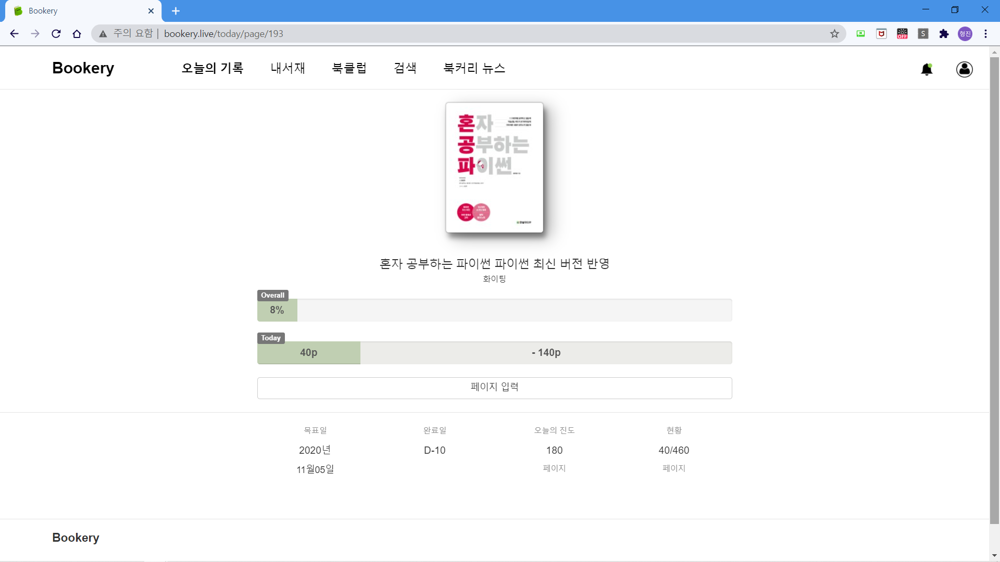 Bookery
주의 요함 | bookery.live/today/page/193
OFF
S
형진
Bookery
오늘의 기록
내서재
북클럽
검색
북커리 뉴스
혼자
공부하는
파이썬
혼자 공부하는 파이썬 파이썬 최신 버전 반영
화이팅
Overall
8%
Today
40p
- 140p
페이지 입력
목표일
완료일
오늘의 진도
현황
2020년
D-10
180
40/460
11월05일
페이지
페이지
Bookery